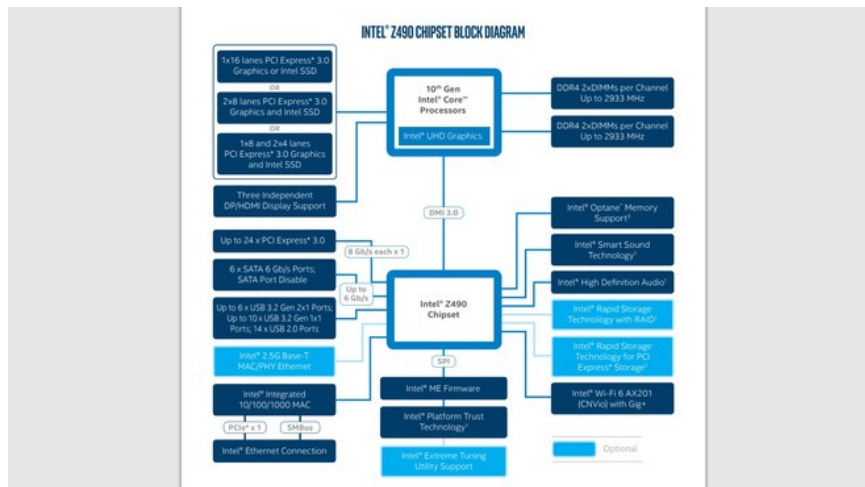 INTEL® Z490 CHIPSET BLOCK DIAGRAM
1x16 lanes PCI Express* 3.0
Graphics or Intel SSD
OR
2x8 lanes PCI Express* 3.0
Graphics and Intel SSD
OR
1x8 and 2x4 lanes
PCI Express* 3.0 Graphics
and Intel SSD
Three Independent
DP/HDMI Display Support
10th Gen
Intel® Core™
Processors
Intel® UHD Graphics
DDR4 2xDIMMs per Channel
Up to 2933 MHz
DDR4 2xDIMMs per Channel
Up to 2933 MHz
DMI 3.0
Up to 24 x PCI Express* 3.0
8 Gb/s each x 1
6 x SATA 6 Gb/s Ports;
SATA Port Disable
Up to
6 Gb/s
Up to 6 x USB 3.2 Gen 2x1 Ports;
Up to 10 x USB 3.2 Gen 1x1
Ports; 14 x USB 2.0 Ports
Intel® 2.5G Base-T
MAC/PHY Ethernet
Intel® Integrated
10/100/1000 MAC
PCIe* x 1
SMBus
Intel® Ethernet Connection
Intel® Z490
Chipset
SPI
Intel® ME Firmware
Intel® Platform Trust
Technology¹
Intel® Extreme Tuning
Utility Support
Intel® Optane™ Memory
Support³
Intel® Smart Sound
Technology¹
Intel® High Definition Audio¹
Intel® Rapid Storage
Technology with RAID¹
Intel® Rapid Storage
Technology for PCI
Express* Storage¹
Intel® Wi-Fi 6 AX201
(CNVio) with Gig+
Optional